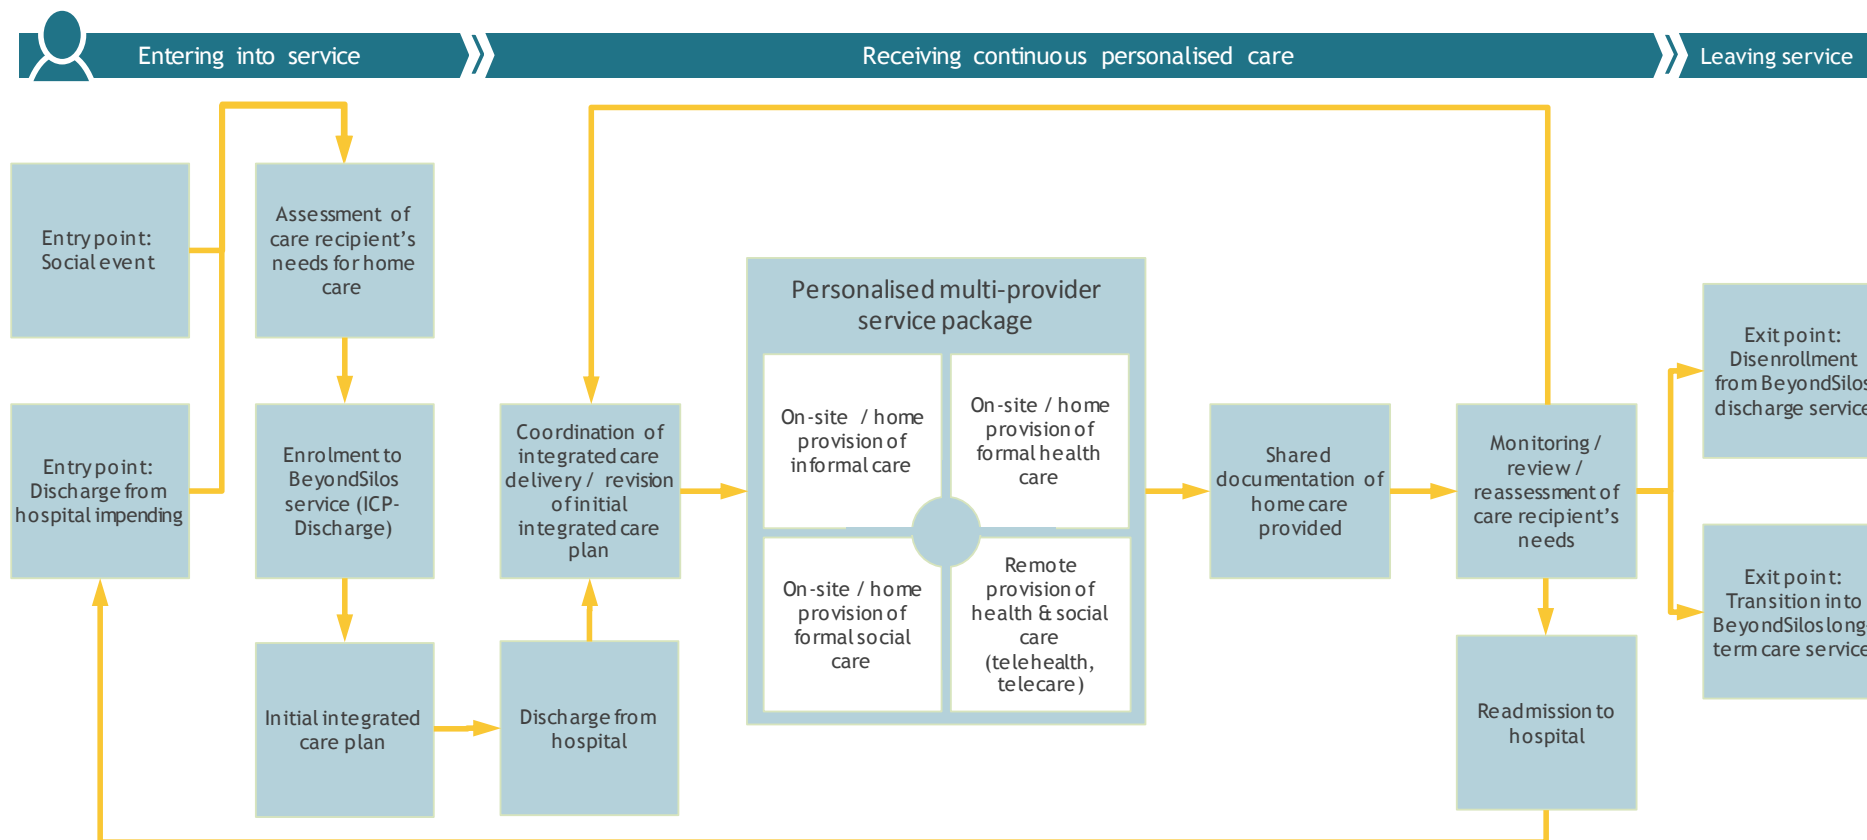 Entering into service
Receiving continuous personalised care
Leaving service
Entry point:
Social event
Entry point:
Discharge from
hospital impending
Assessment of
care recipient's
needs for home
care
Enrolment to
BeyondSilos
service (ICP-
Discharge)
Initial integrated
care plan
Coordination of
integrated care
delivery / revision
of initial
integrated care
plan
Discharge from
hospital
Personalised multi-provider
service package
On-site / home
provision of
informal care
On-site / home
provision of
formal health
care
On-site / home
provision of
formal social
care
Remote
provision of
health & social
care
(telehealth,
telecare)
Shared
documentation of
home care
provided
Monitoring /
review /
reassessment of
care recipient's
needs
Readmission to
hospital
Exit point:
Disenrollment
from BeyondSilos
discharge service
Exit point:
Transition into
BeyondSilos long-
term care service